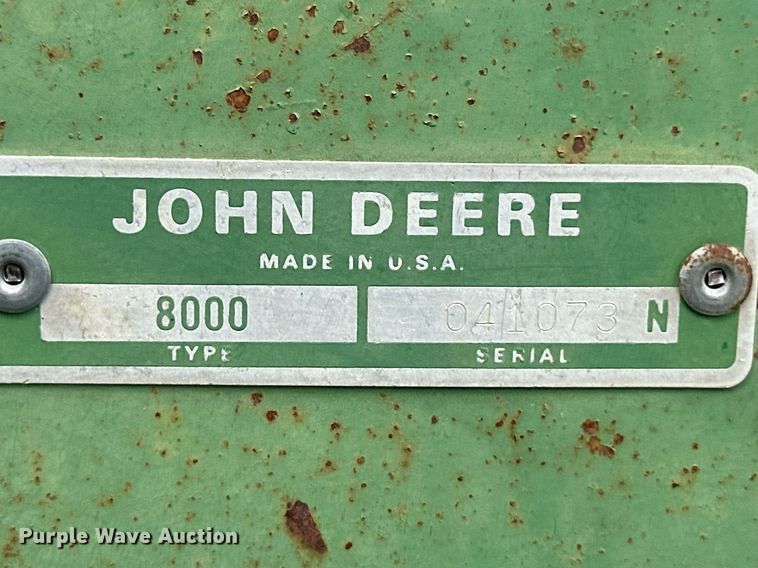 JOHN DEERE
MADE IN U.S.A.
8000 041073 N
TYPE SERIAL
Purple Wave Auction